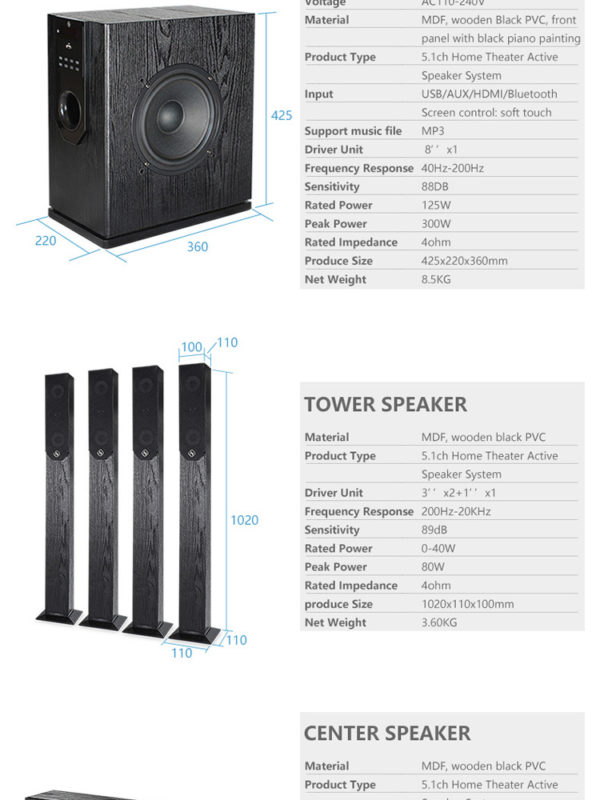 Voltage AC110-240V
Material MDF, wooden Black PVC, front
panel with black piano painting
Product Type 5.1ch Home Theater Active
Speaker System
Input USB/AUX/HDMI/Bluetooth
Screen control: soft touch
Support music file MP3
Driver Unit 8'' x1
Frequency Response 40Hz-200Hz
Sensitivity 88DB
Rated Power 125W
Peak Power 300W
Rated Impedance 4ohm
Produce Size 425x220x360mm
Net Weight 8.5KG
425
220
360
100 110
1020
110
110
TOWER SPEAKER
Material MDF, wooden black PVC
Product Type 5.1ch Home Theater Active
Speaker System
Driver Unit 3'' x2+1'' x1
Frequency Response 200Hz-20KHz
Sensitivity 89dB
Rated Power 0-40W
Peak Power 80W
Rated Impedance 4ohm
produce Size 1020x110x100mm
Net Weight 3.60KG
CENTER SPEAKER
Material MDF, wooden black PVC
Product Type 5.1ch Home Theater Active